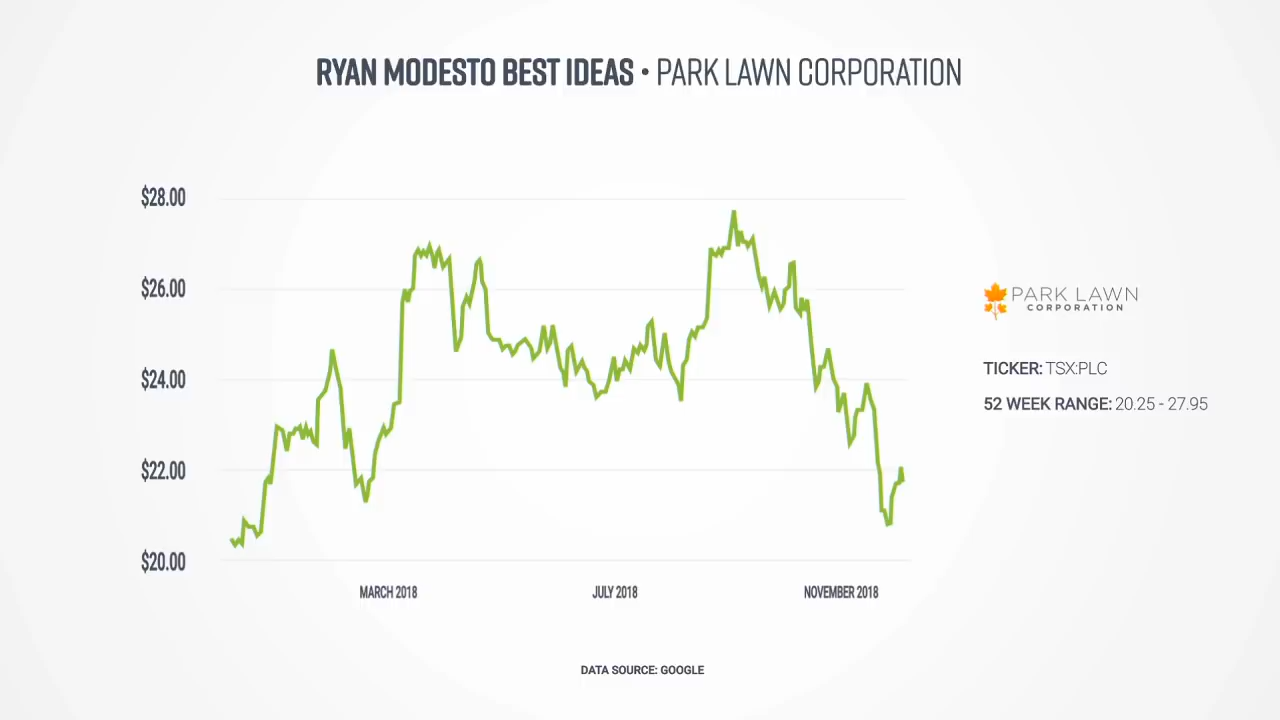 RYAN MODESTO BEST IDEAS • PARK LAWN CORPORATION
$28.00
$26.00
$24.00
$22.00
$20.00
MARCH 2018
JULY 2018
NOVEMBER 2018
PARK LAWN
CORPORATION
TICKER: TSX:PLC
52 WEEK RANGE: 20.25 - 27.95
DATA SOURCE: GOOGLE